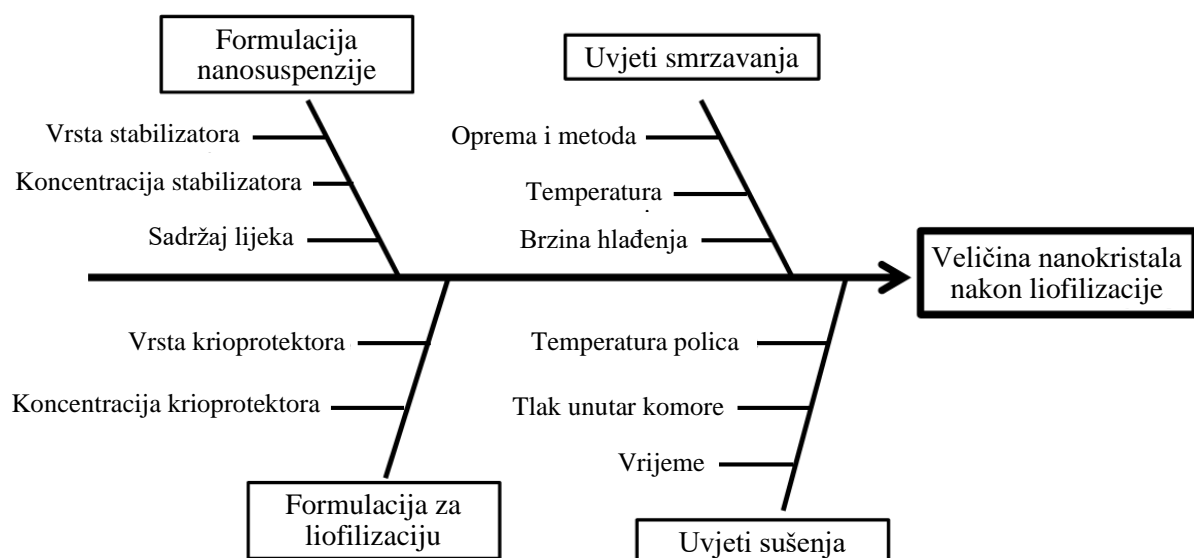 Formulacija
nanosuspenzije
Uvjeti smrzavanja
Vrsta stabilizatora
Koncentracija stabilizatora
Sadržaj lijeka
Oprema i metoda
Temperatura
Brzina hlađenja
Veličina nanokristala
nakon liofilizacije
Vrsta krioprotektora
Koncentracija krioprotektora
Temperatura polica
Tlak unutar komore
Vrijeme
Formulacija za
liofilizaciju
Uvjeti sušenja